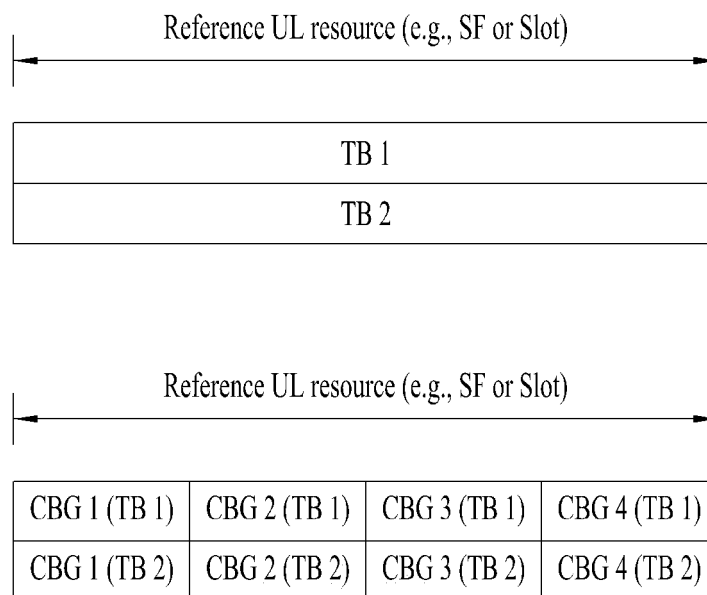 Reference UL resource (e.g., SF or Slot)
TB 1
TB 2
Reference UL resource (e.g., SF or Slot)
CBG 1 (TB 1) CBG 2 (TB 1) CBG 3 (TB 1) CBG 4 (TB 1)
CBG 1 (TB 2) CBG 2 (TB 2) CBG 3 (TB 2) CBG 4 (TB 2)